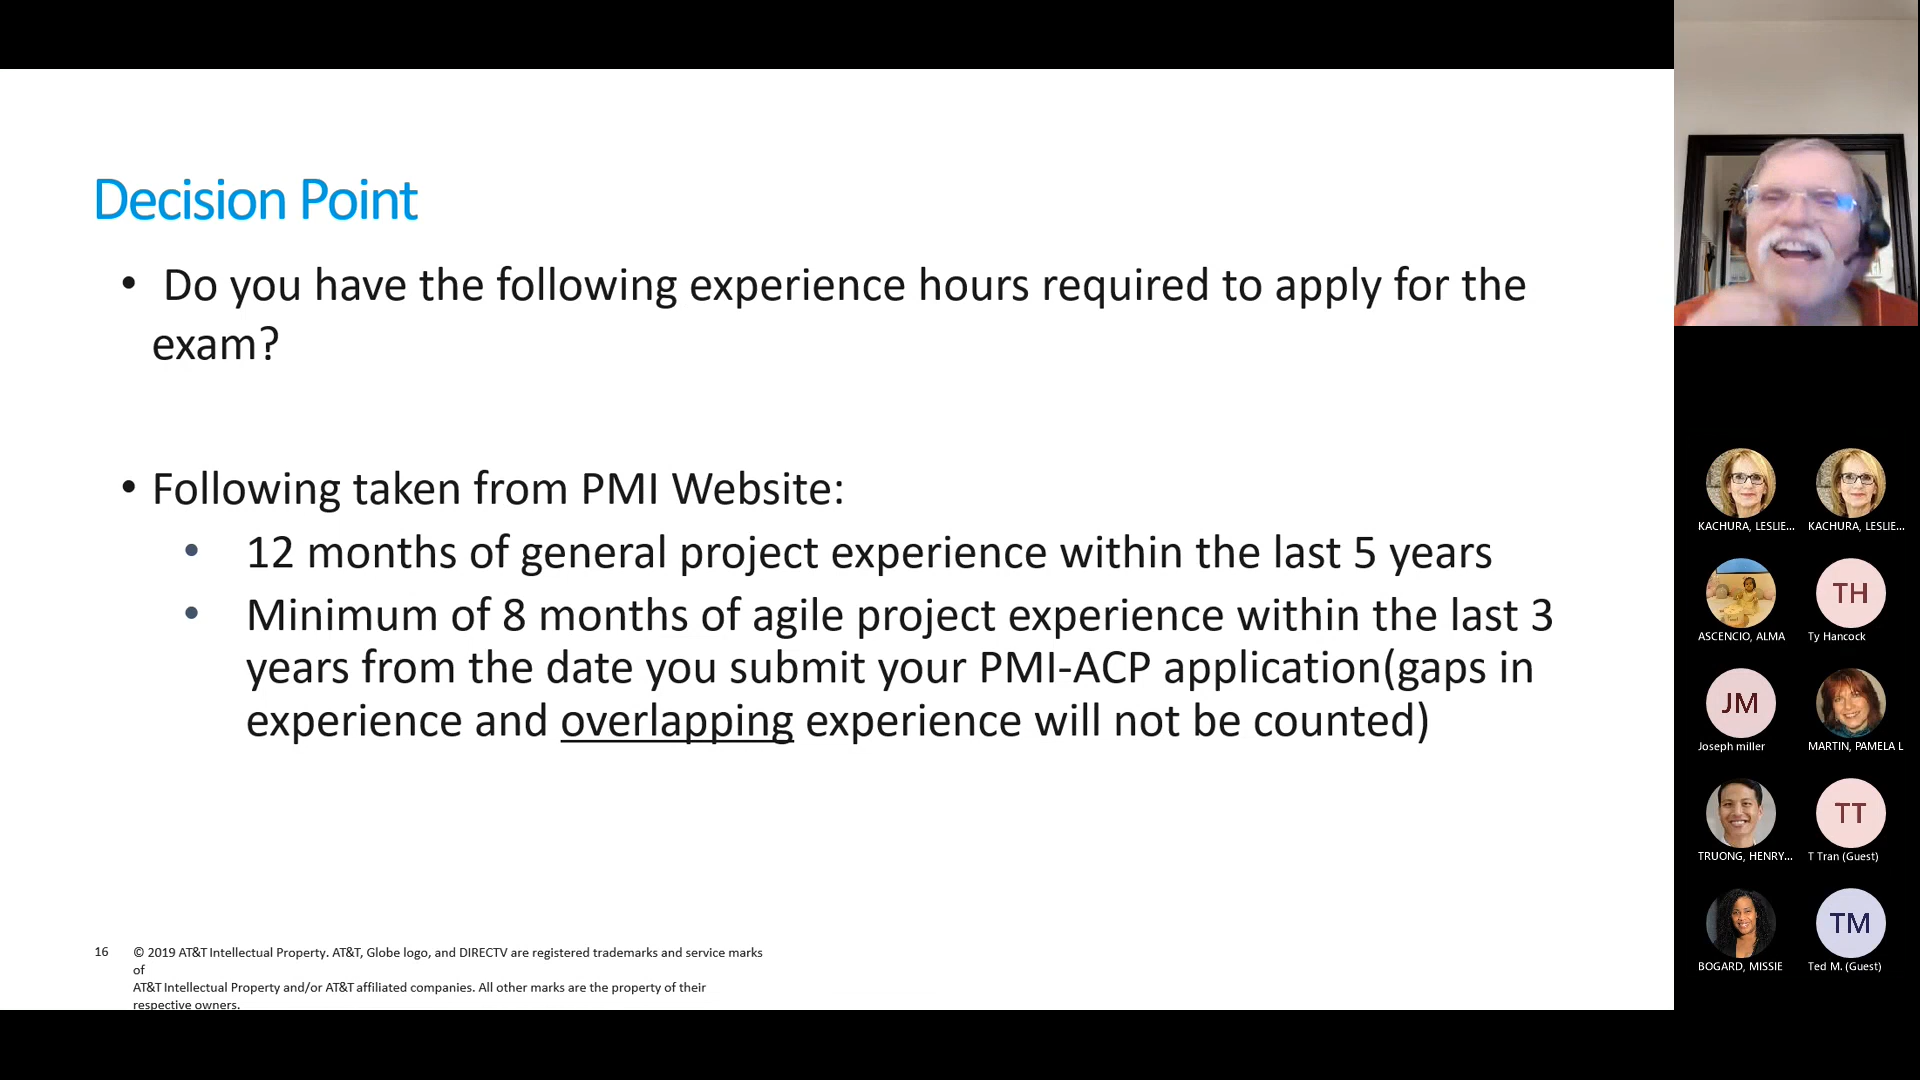 Decision Point
• Do you have the following experience hours required to apply for the
exam?
• Following taken from PMI Website:
• 12 months of general project experience within the last 5 years
• Minimum of 8 months of agile project experience within the last 3
years from the date you submit your PMI-ACP application(gaps in
experience and overlapping experience will not be counted)
16
© 2019 AT&T Intellectual Property. AT&T, Globe logo, and DIRECTV are registered trademarks and service marks
of
AT&T Intellectual Property and/or AT&T affiliated companies. All other marks are the property of their
respective owners.
KACHURA, LESLIE...
KACHURA, LESLIE...
ASCENCIO, ALMA
TH
Ty Hancock
JM
Joseph miller
MARTIN, PAMELA L
TRUONG, HENRY...
TT
T Tran (Guest)
BOGARD, MISSIE
TM
Ted M. (Guest)